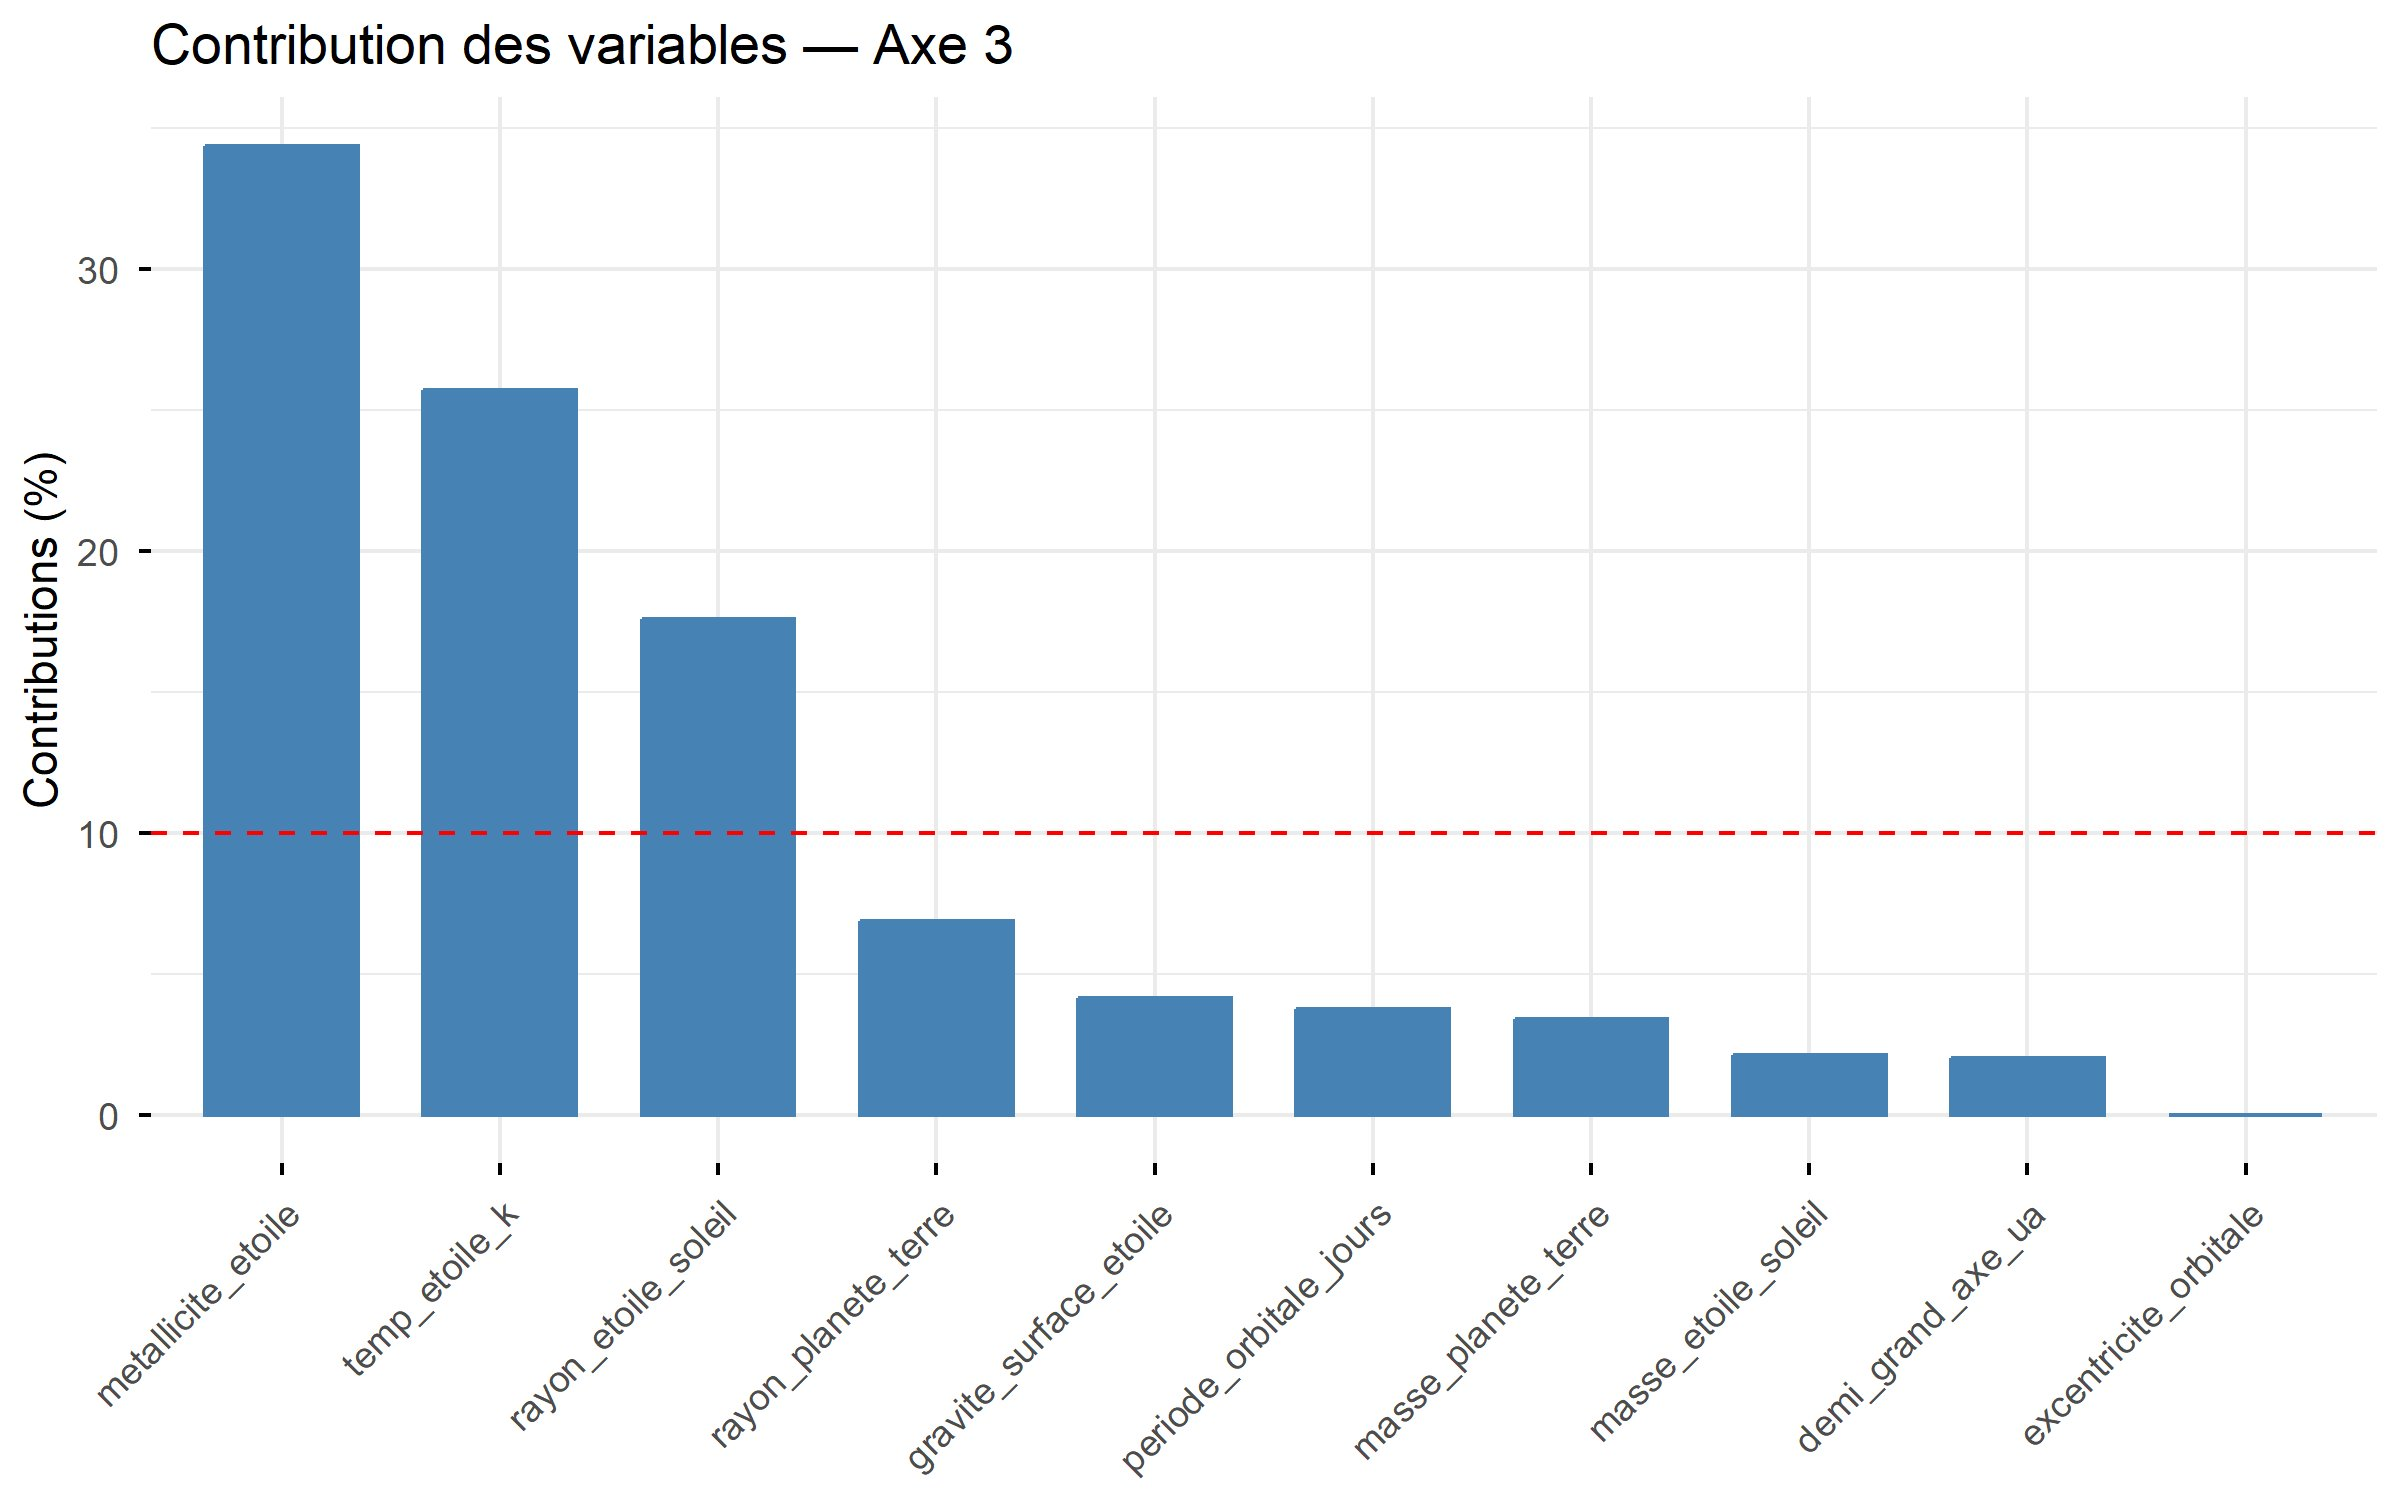 Contribution des variables — Axe 3
Contributions (%)
30
20
10
0
metallicite_etoile
temp_etoile_k
rayon_etoile_soleil
rayon_planete_terre
gravite_surface_etoile
periode_orbitale_jours
masse_planete_terre
masse_etoile_soleil
demi_grand_axe_ua
excentricite_orbitale